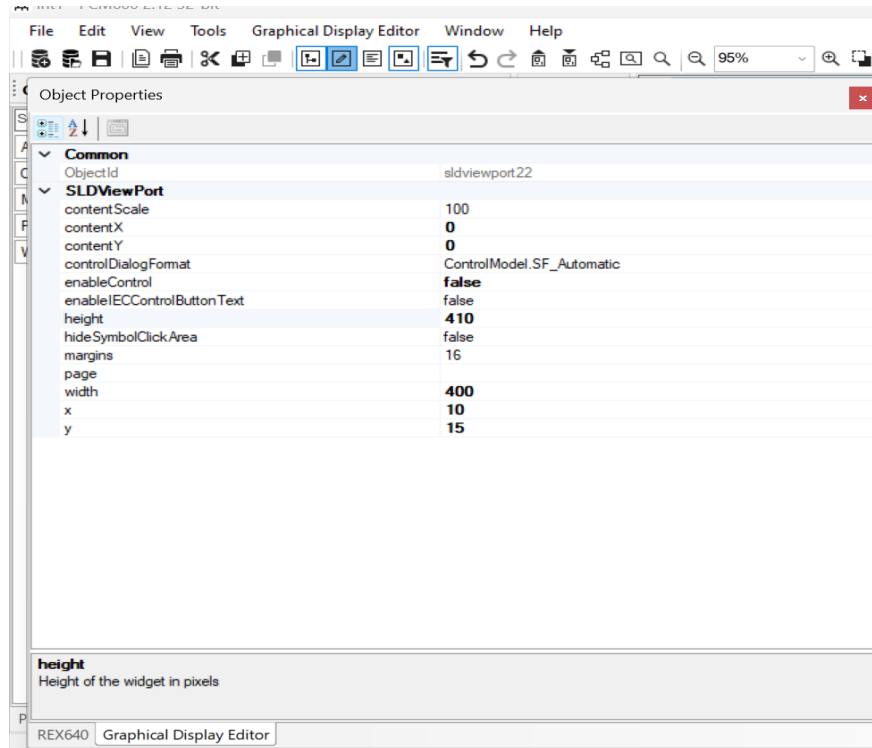 File Edit View Tools Graphical Display Editor Window Help
95%
Object Properties
Common
ObjectId sldviewport22
SLDViewPort
contentScale 100
contentX 0
contentY 0
controlDialogFormat ControlModel.SF_Automatic
enableControl false
enableIECControlButtonText false
height 410
hideSymbolClickArea false
margins 16
page
width 400
x 10
y 15
height
Height of the widget in pixels
REX640 Graphical Display Editor